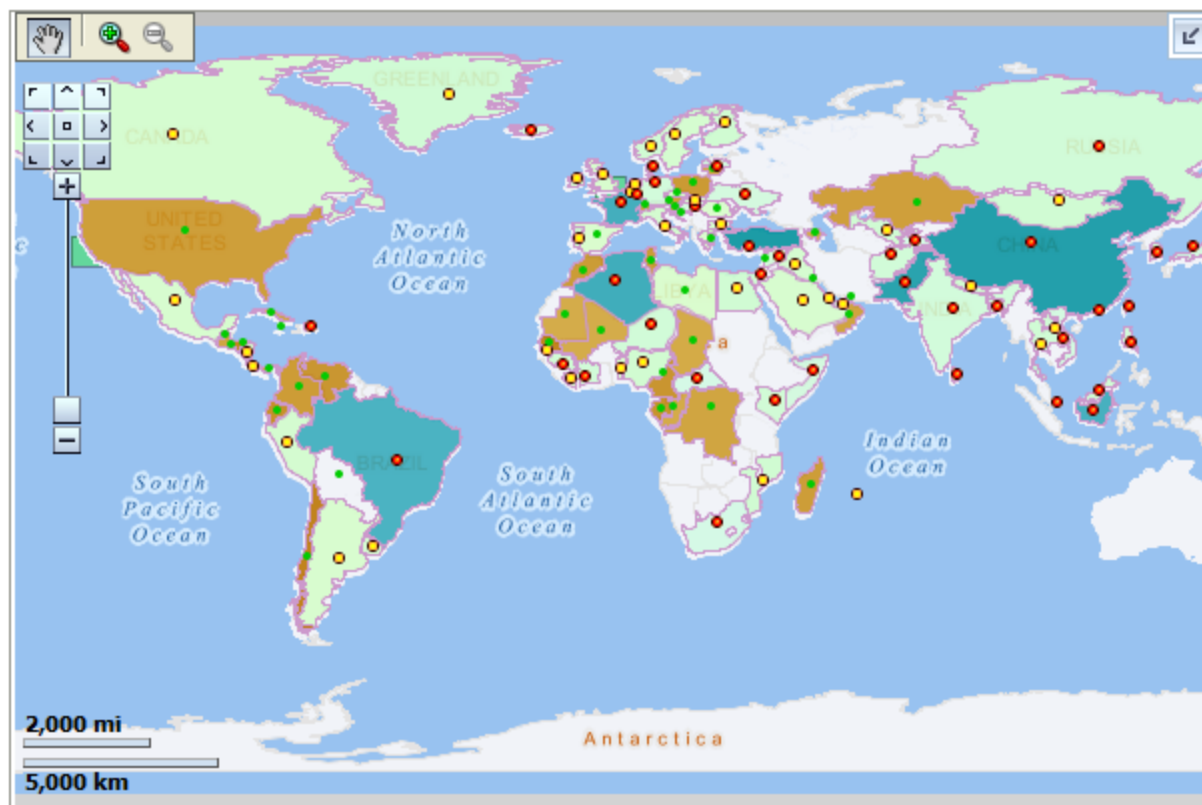 GREENLAND
CANADA
RUSSIA
UNITED
STATES
North
Atlantic
Ocean
CHINA
LIBYA
INDIA
a
BRAZIL
Indian
Ocean
South
Pacific
Ocean
South
Atlantic
Ocean
2,000 mi
Antarctica
5,000 km